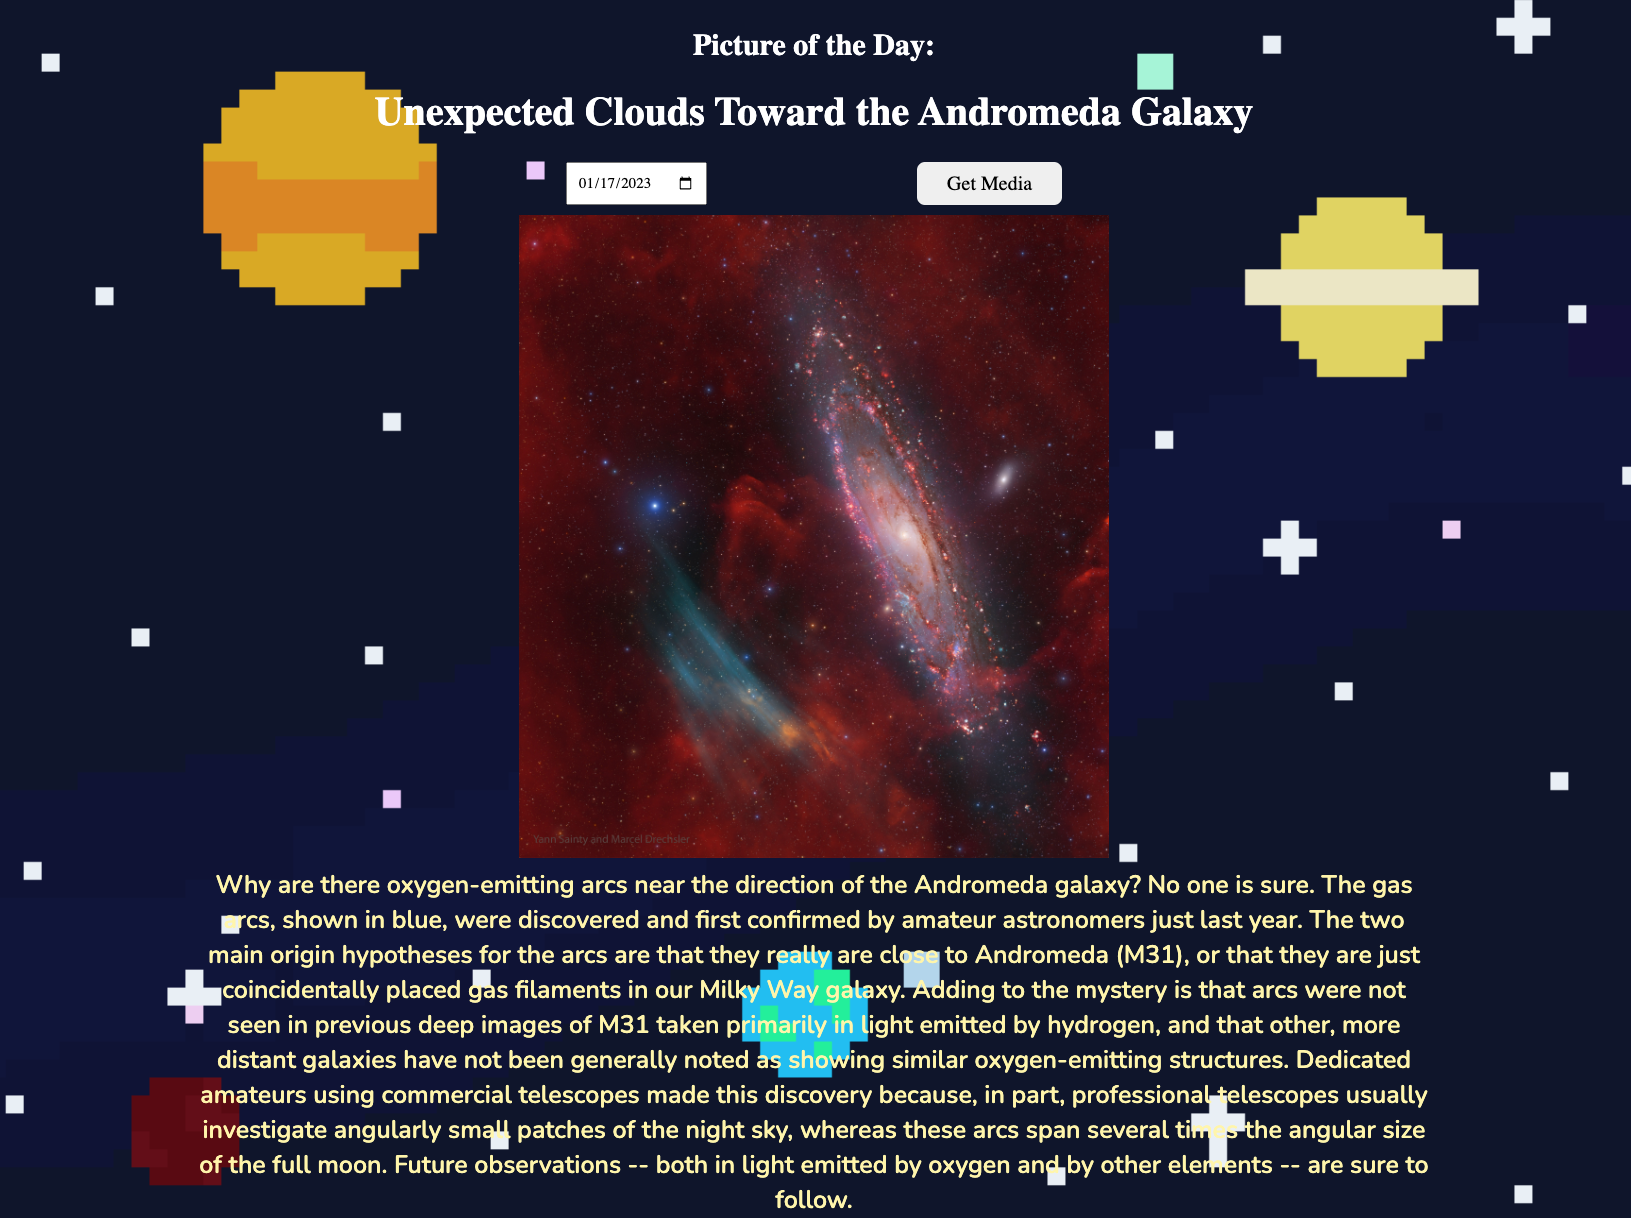 Picture of the Day:
Unexpected Clouds Toward the Andromeda Galaxy
01/17/2023
Get Media
Yann Sainty and Marcel Drechsler
Why are there oxygen-emitting arcs near the direction of the Andromeda galaxy? No one is sure. The gas
arcs, shown in blue, were discovered and first confirmed by amateur astronomers just last year. The two
main origin hypotheses for the arcs are that they really are close to Andromeda (M31), or that they are just
coincidentally placed gas filaments in our Milky Way galaxy. Adding to the mystery is that arcs were not
seen in previous deep images of M31 taken primarily in light emitted by hydrogen, and that other, more
distant galaxies have not been generally noted as showing similar oxygen-emitting structures. Dedicated
amateurs using commercial telescopes made this discovery because, in part, professional telescopes usually
investigate angularly small patches of the night sky, whereas these arcs span several times the angular size
of the full moon. Future observations -- both in light emitted by oxygen and by other elements -- are sure to
follow.